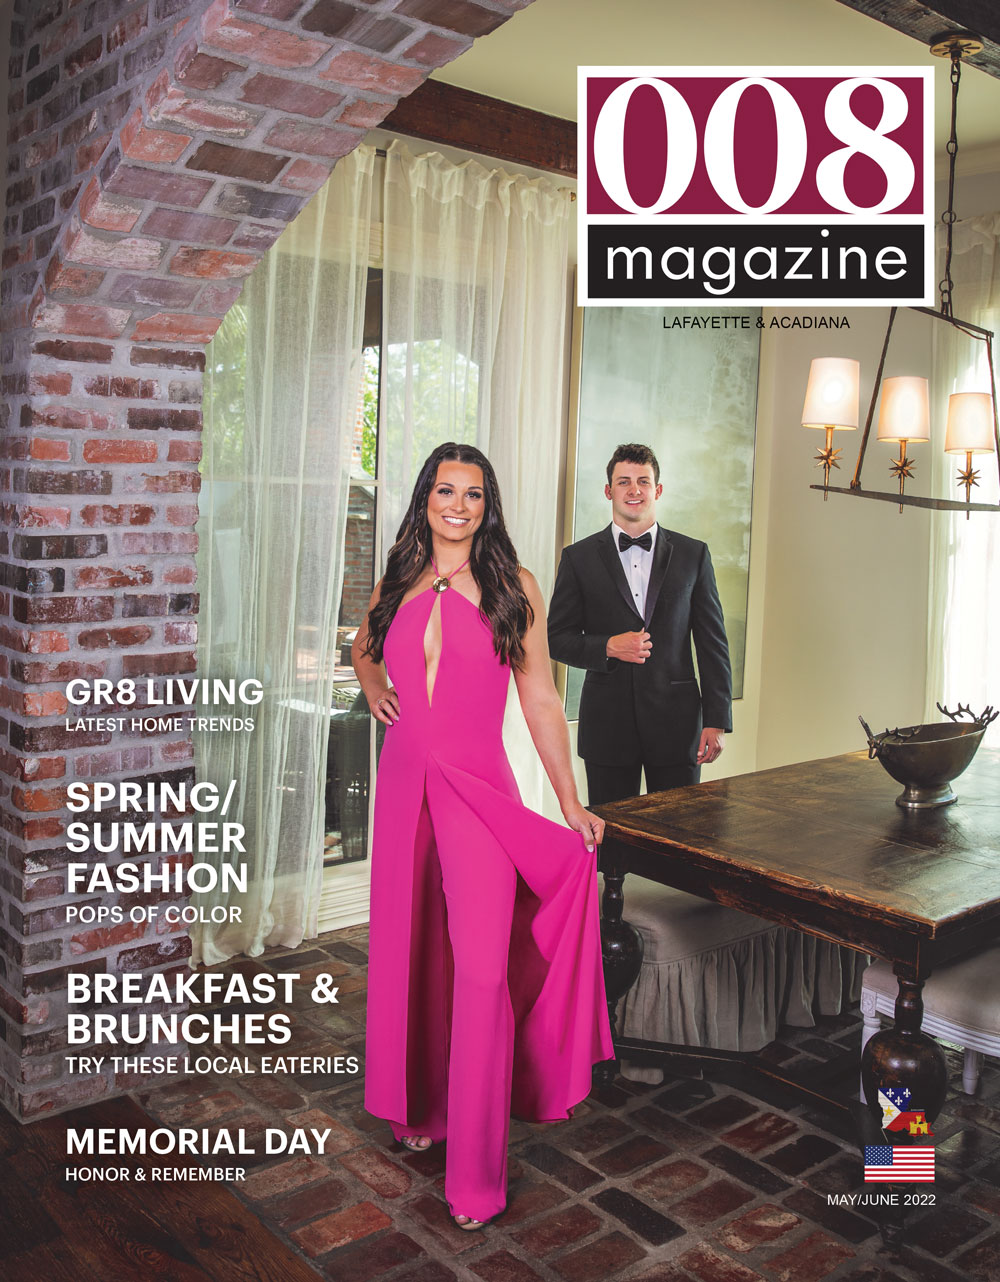 008
magazine
LAFAYETTE & ACADIANA
GR8 LIVING
LATEST HOME TRENDS
SPRING/
SUMMER
FASHION
POPS OF COLOR
BREAKFAST &
BRUNCHES
TRY THESE LOCAL EATERIES
MEMORIAL DAY
HONOR & REMEMBER
MAY/JUNE 2022